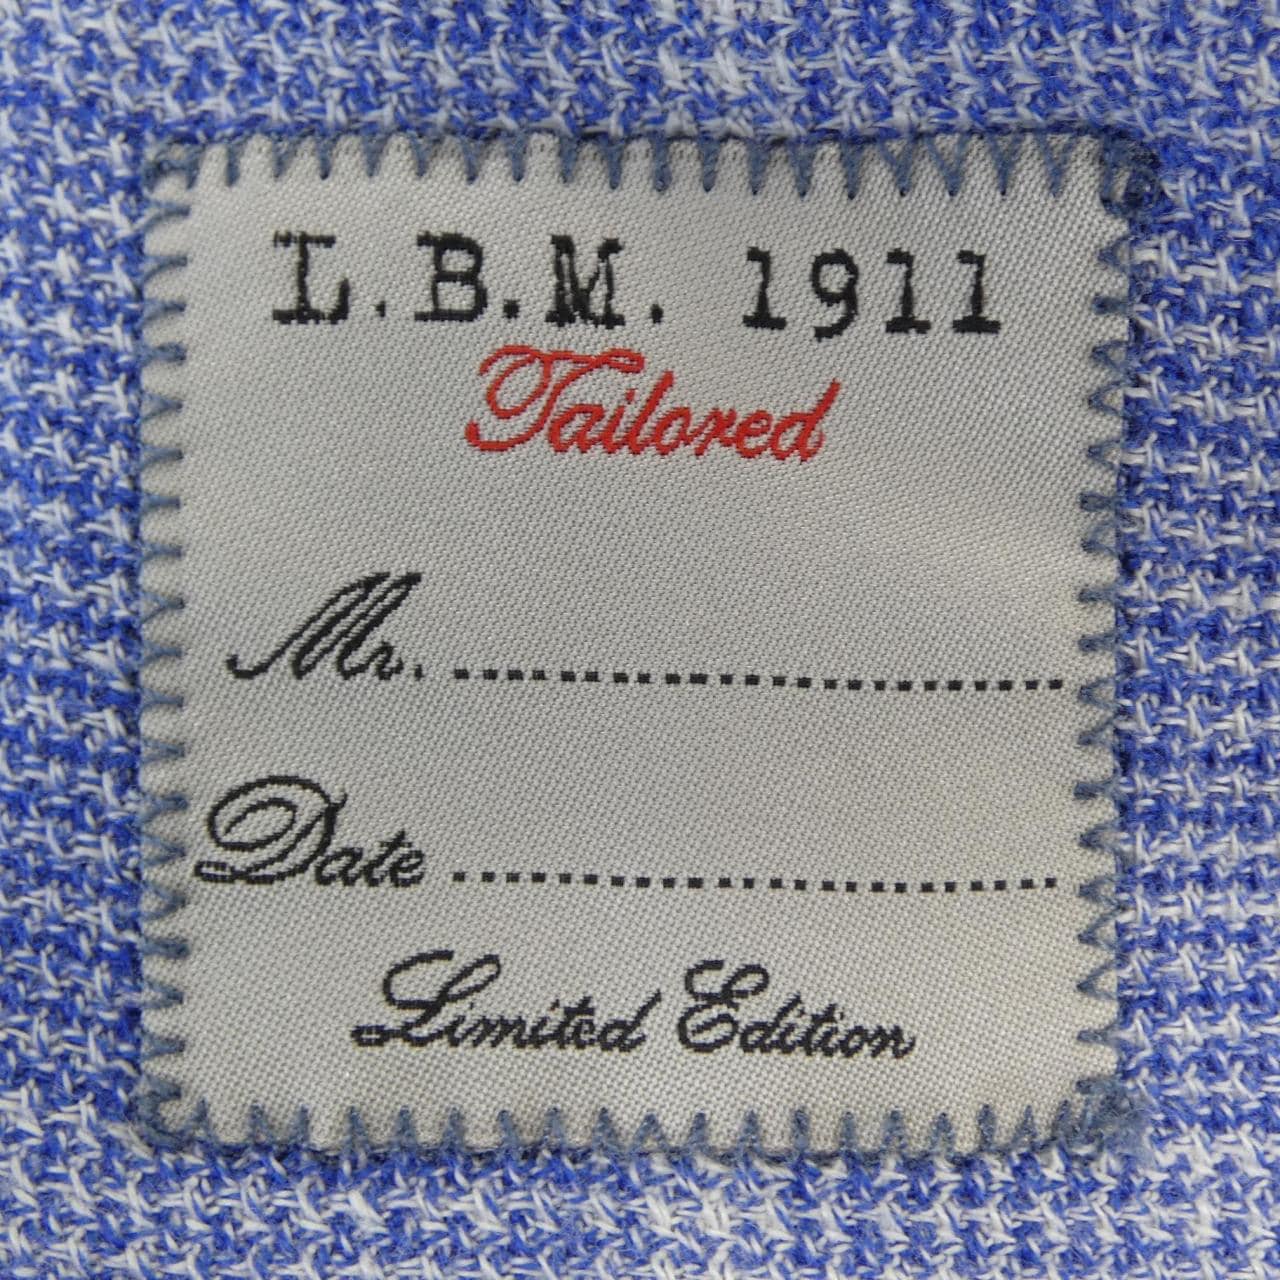 L.B.M. 1911
Tailored
Mr. .........................
Date .........................
Limited Edition